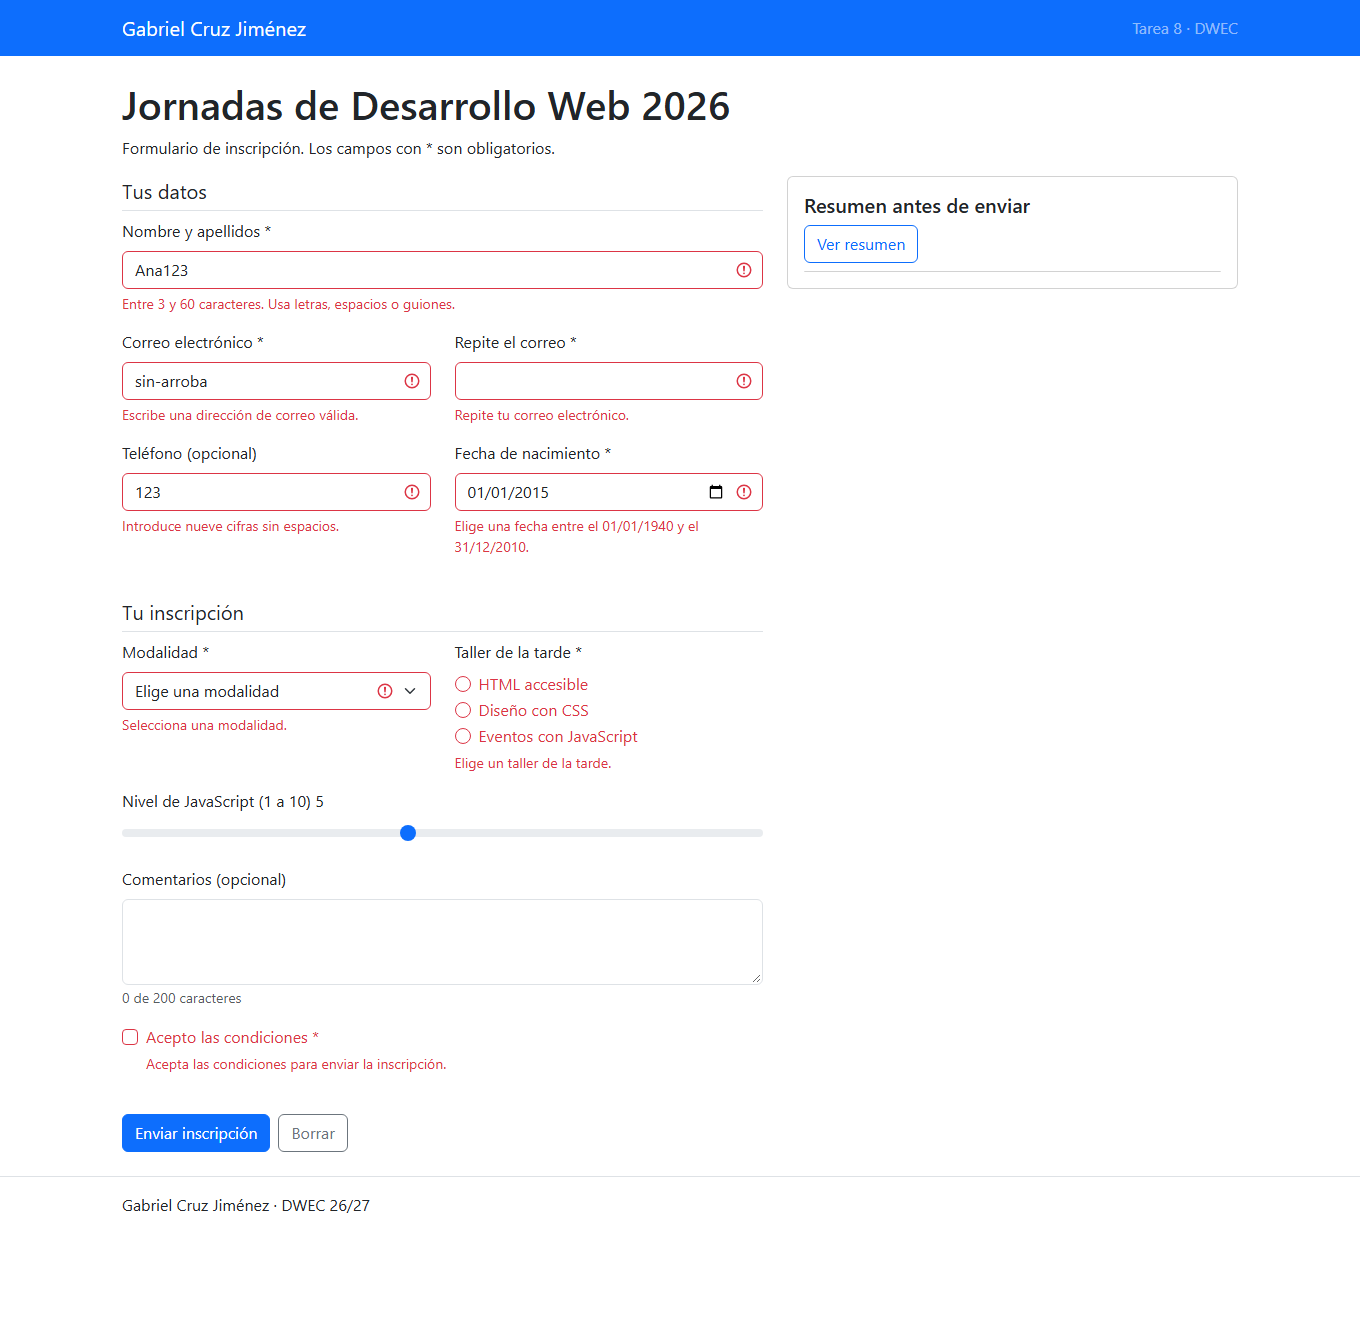 Gabriel Cruz Jiménez
Tarea 8 · DWEC
Jornadas de Desarrollo Web 2026
Formulario de inscripción. Los campos con * son obligatorios.
Tus datos
Nombre y apellidos *
Ana123
Entre 3 y 60 caracteres. Usa letras, espacios o guiones.
Correo electrónico *
sin-arroba
Escribe una dirección de correo válida.
Repite el correo *
Repite tu correo electrónico.
Teléfono (opcional)
123
Introduce nueve cifras sin espacios.
Fecha de nacimiento *
01/01/2015
Elige una fecha entre el 01/01/1940 y el
31/12/2010.
Tu inscripción
Modalidad *
Elige una modalidad
Selecciona una modalidad.
Taller de la tarde *
HTML accesible
Diseño con CSS
Eventos con JavaScript
Elige un taller de la tarde.
Nivel de JavaScript (1 a 10) 5
Comentarios (opcional)
0 de 200 caracteres
Acepto las condiciones *
Acepta las condiciones para enviar la inscripción.
Enviar inscripción
Borrar
Resumen antes de enviar
Ver resumen
Gabriel Cruz Jiménez · DWEC 26/27